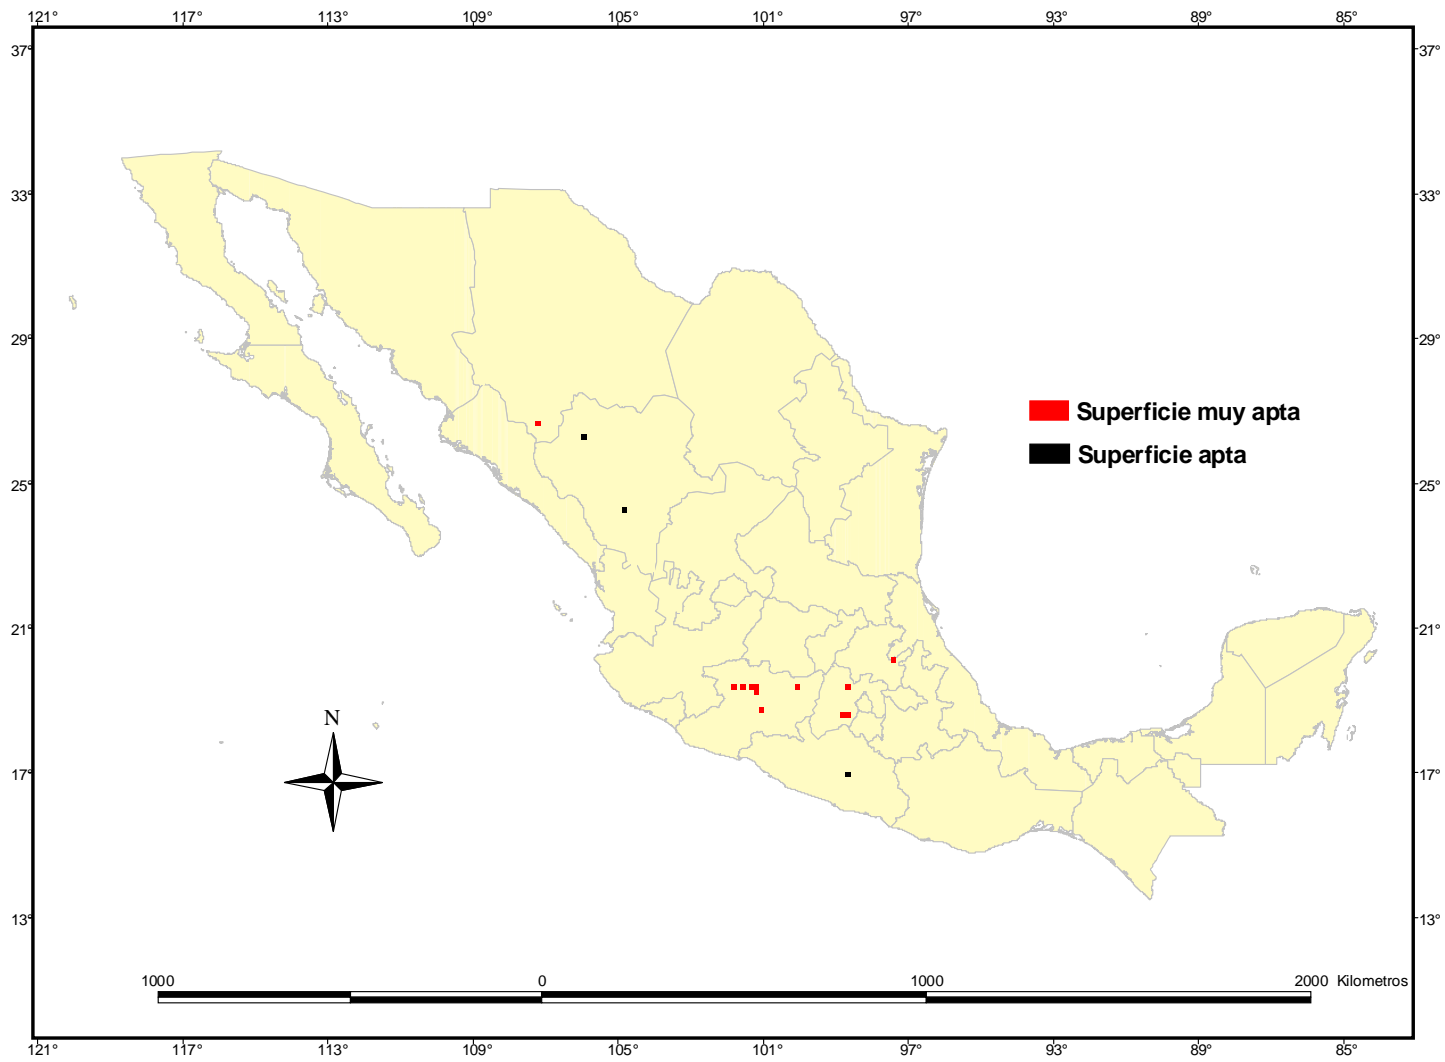 121° 117° 113° 109° 105° 101° 97° 93° 89° 85°
37° 37°
33° 33°
29° 29°
Superficie muy apta
Superficie apta
25° 25°
21° 21°
N
17° 17°
13° 13°
1000 0 1000 2000 Kilometros
121° 117° 113° 109° 105° 101° 97° 93° 89° 85°